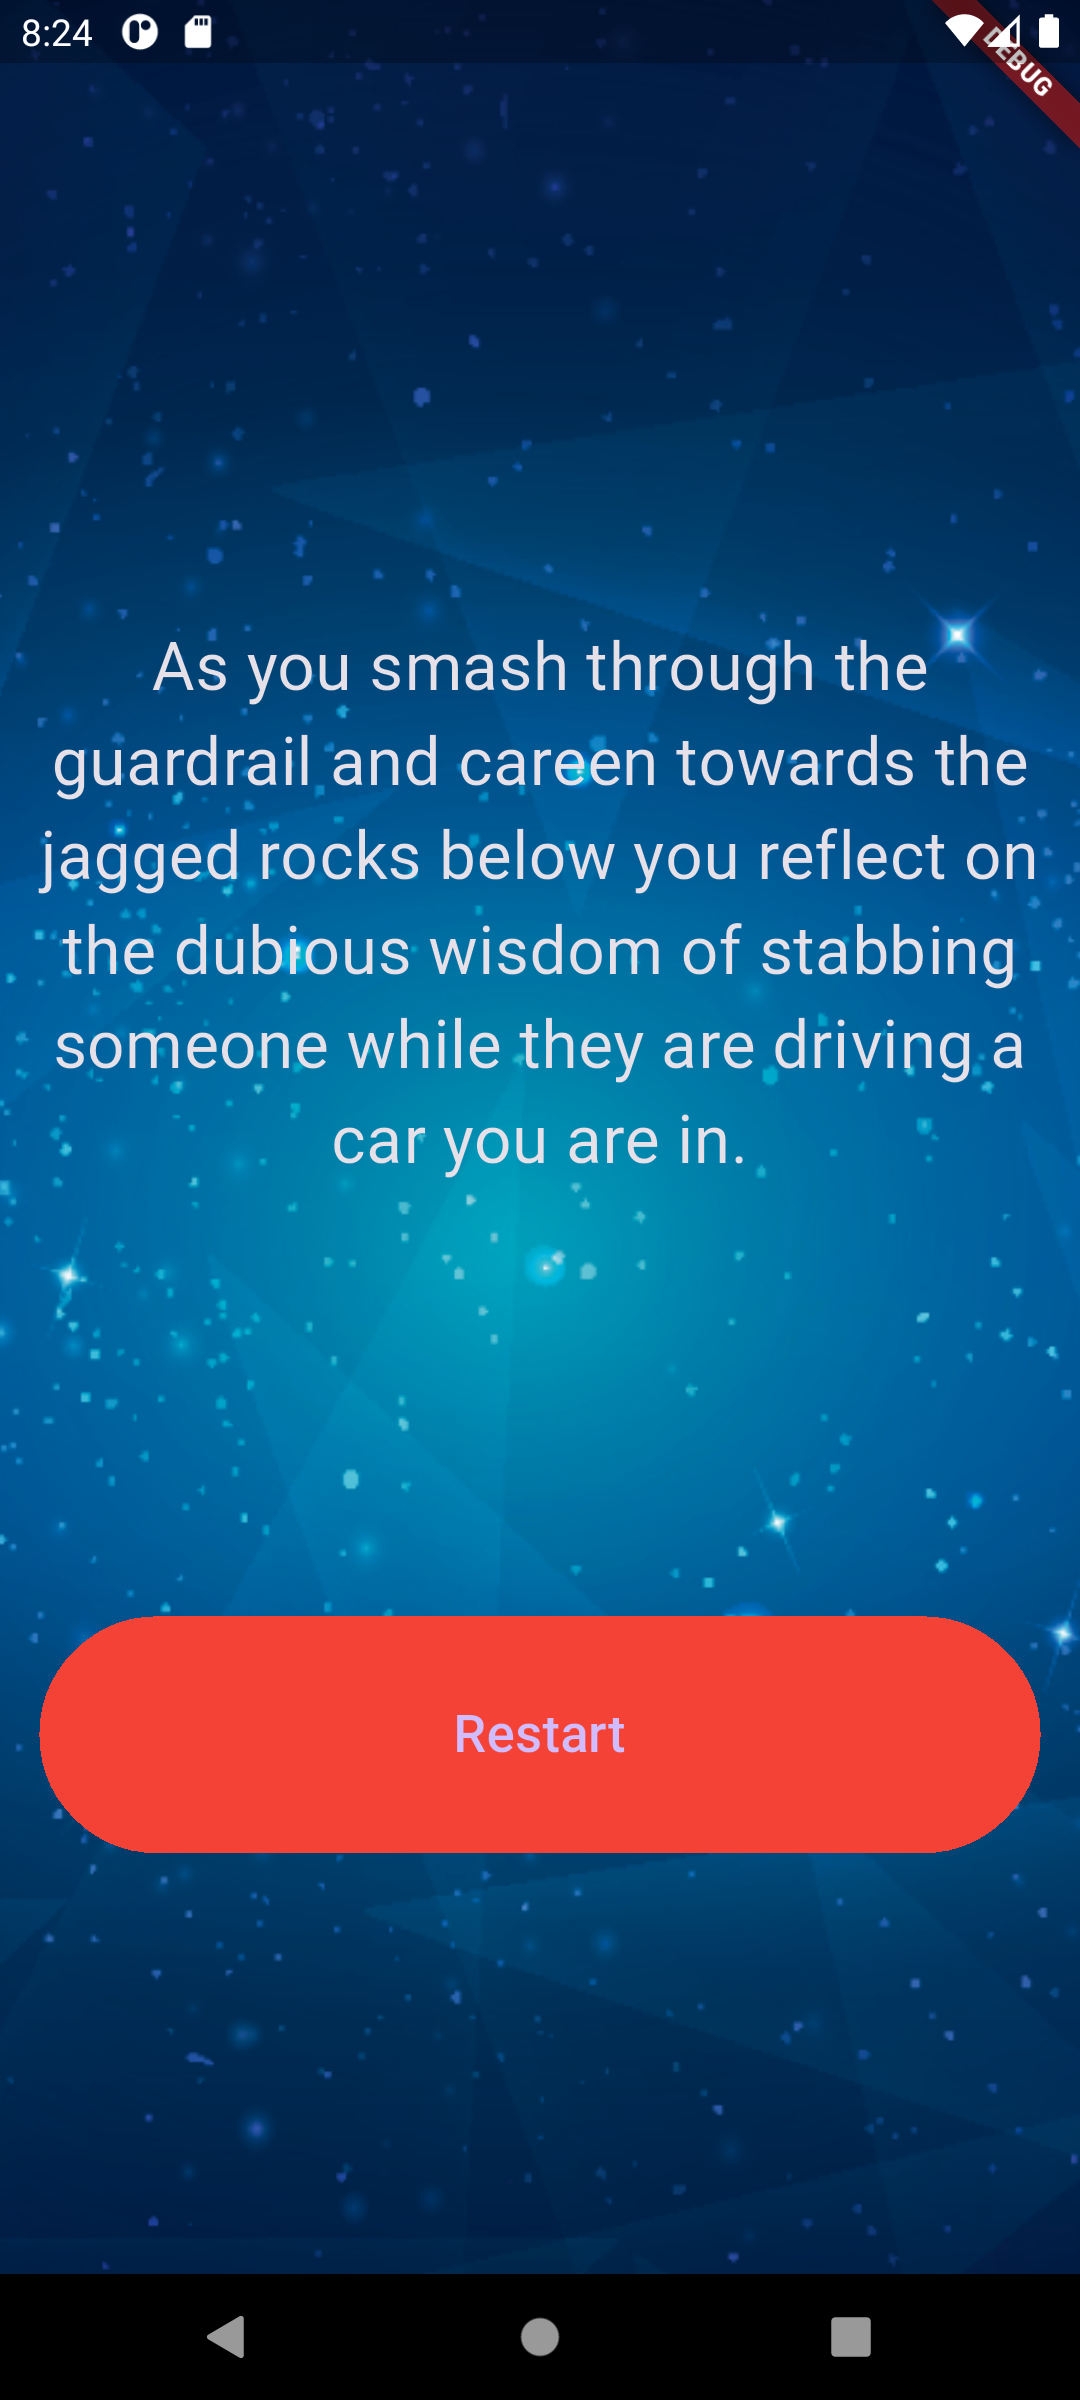 8:24
DEBUG
As you smash through the
guardrail and careen towards the
jagged rocks below you reflect on
the dubious wisdom of stabbing
someone while they are driving a
car you are in.
Restart